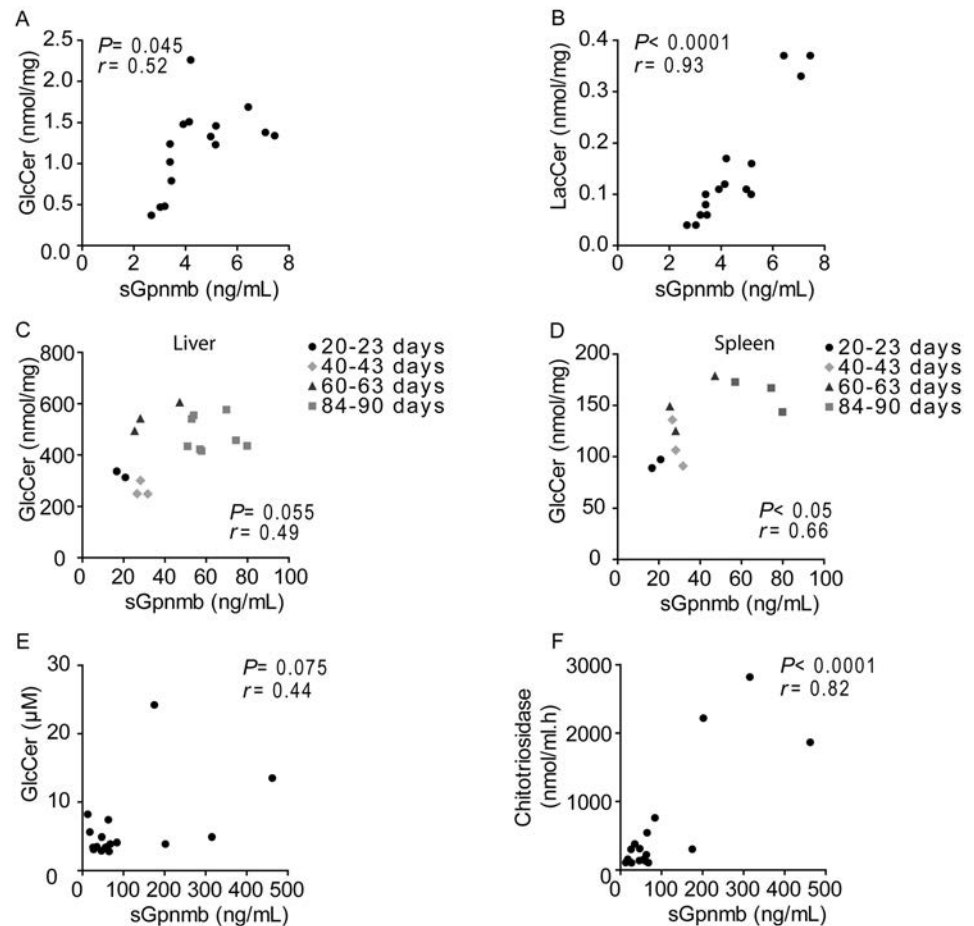 A
P= 0.045
r= 0.52
GlcCer (nmol/mg)
2.5
2.0
1.5
1.0
0.5
0.0
0 2 4 6 8
sGpnmb (ng/mL)
B
P< 0.0001
r= 0.93
LacCer (nmol/mg)
0.4
0.3
0.2
0.1
0.0
0 2 4 6 8
sGpnmb (ng/mL)
C
Liver
20-23 days
40-43 days
60-63 days
84-90 days
GlcCer (nmol/mg)
800
600
400
200
0
P= 0.055
r= 0.49
0 20 40 60 80 100
sGpnmb (ng/mL)
D
Spleen
20-23 days
40-43 days
60-63 days
84-90 days
GlcCer (nmol/mg)
200
150
100
50
0
P< 0.05
r= 0.66
0 20 40 60 80 100
sGpnmb (ng/mL)
E
P= 0.075
r= 0.44
GlcCer (µM)
30
20
10
0
0 100 200 300 400 500
sGpnmb (ng/mL)
F
P< 0.0001
r= 0.82
Chitotriosidase
(nmol/ml.h)
3000
2000
1000
0
0 100 200 300 400 500
sGpnmb (ng/mL)